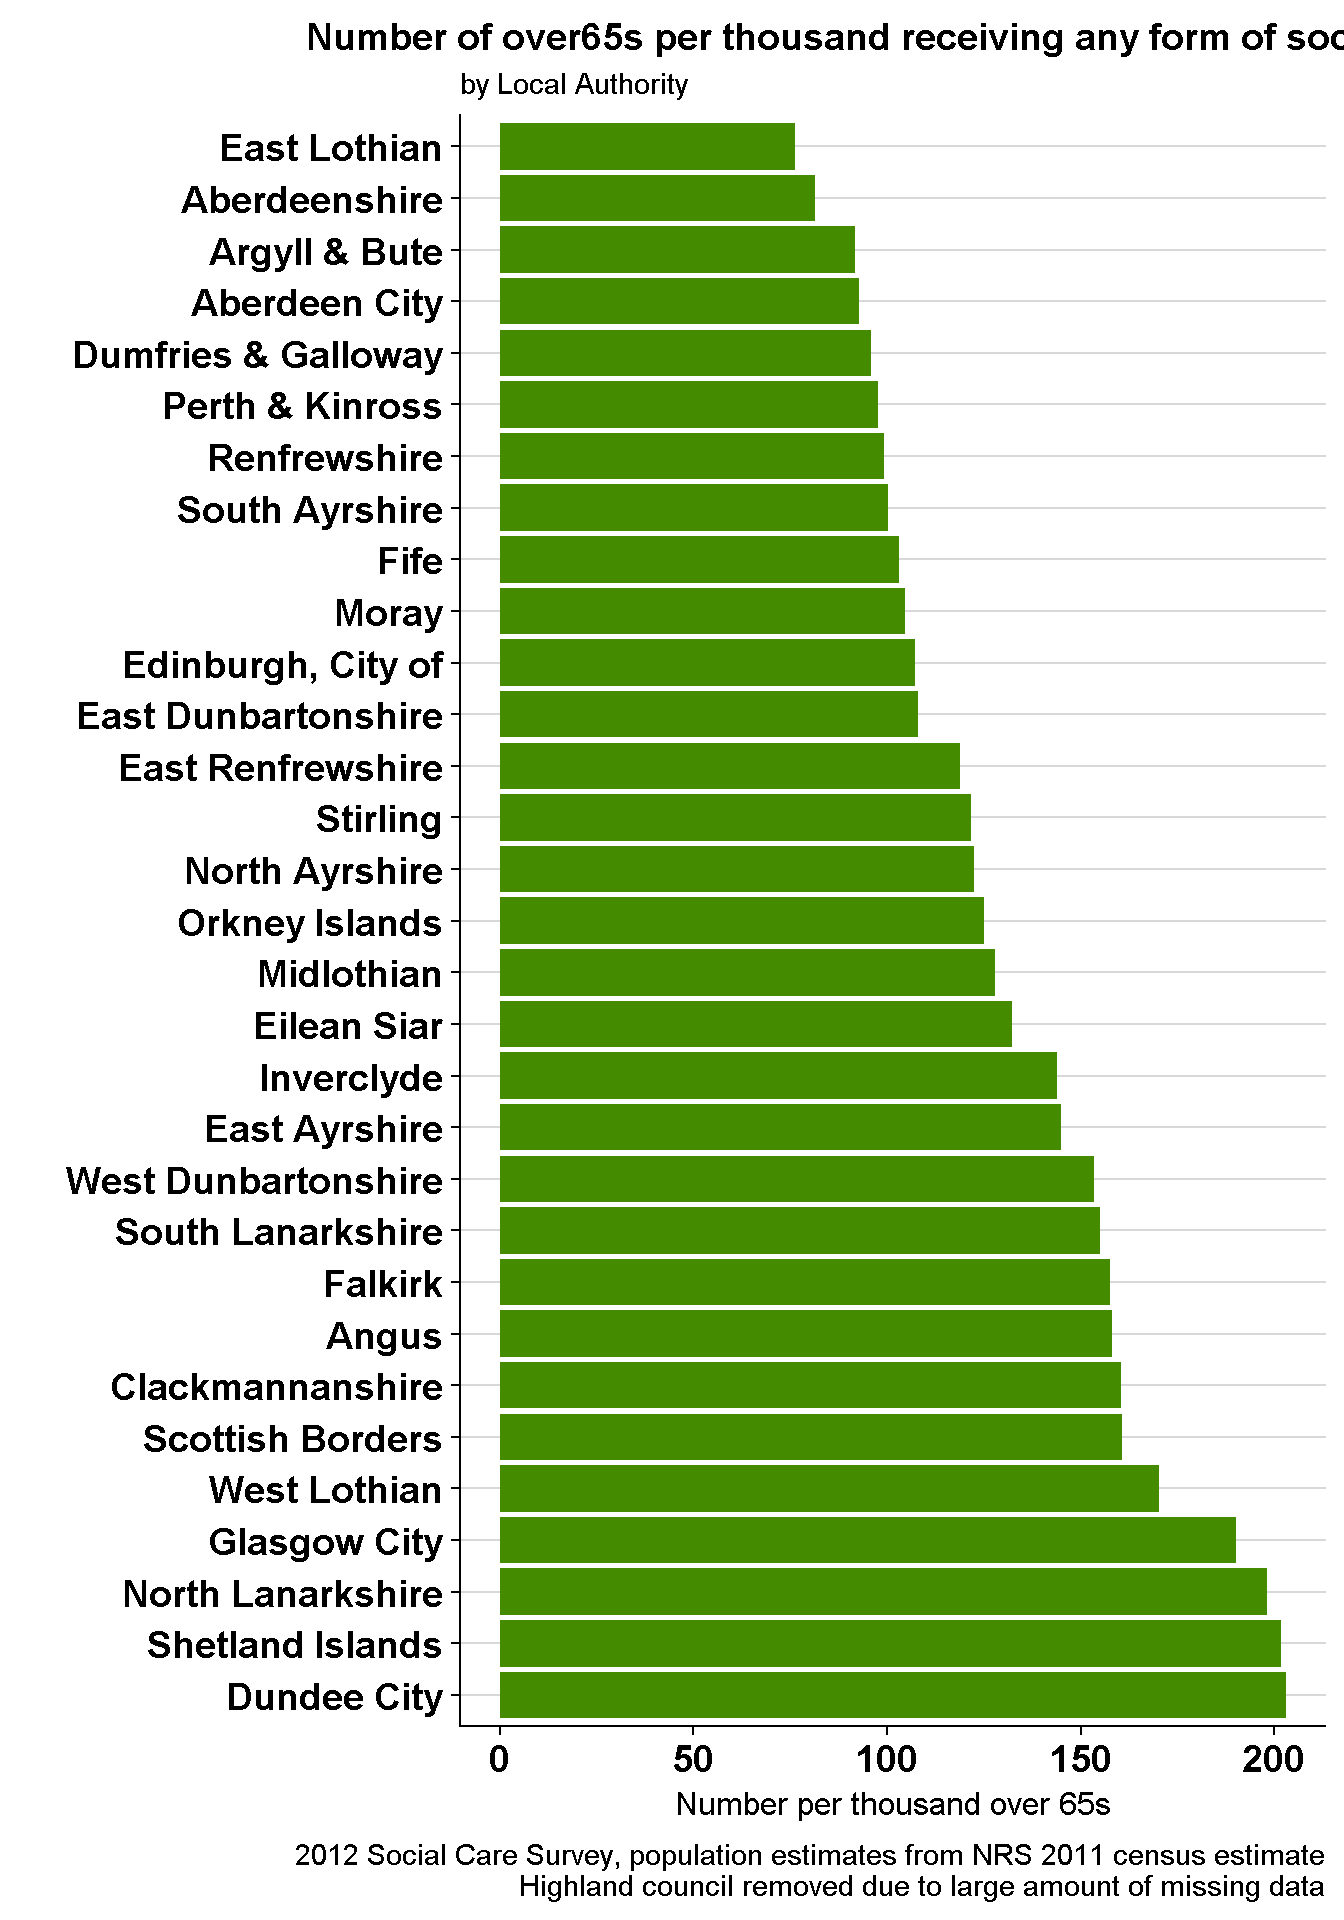 Number of over65s per thousand receiving any form of
by Local Authority
East Lothian
Aberdeenshire
Argyll & Bute
Aberdeen City
Dumfries & Galloway
Perth & Kinross
Renfrewshire
South Ayrshire
Fife
Moray
Edinburgh, City of
East Dunbartonshire
East Renfrewshire
Stirling
North Ayrshire
Orkney Islands
Midlothian
Eilean Siar
Inverclyde
East Ayrshire
West Dunbartonshire
South Lanarkshire
Falkirk
Angus
Clackmannanshire
Scottish Borders
West Lothian
Glasgow City
North Lanarkshire
Shetland Islands
Dundee City
0 50 100 150 200
Number per thousand over 65s
2012 Social Care Survey, population estimates from NRS 2011 census estimate
Highland council removed due to large amount of missing data